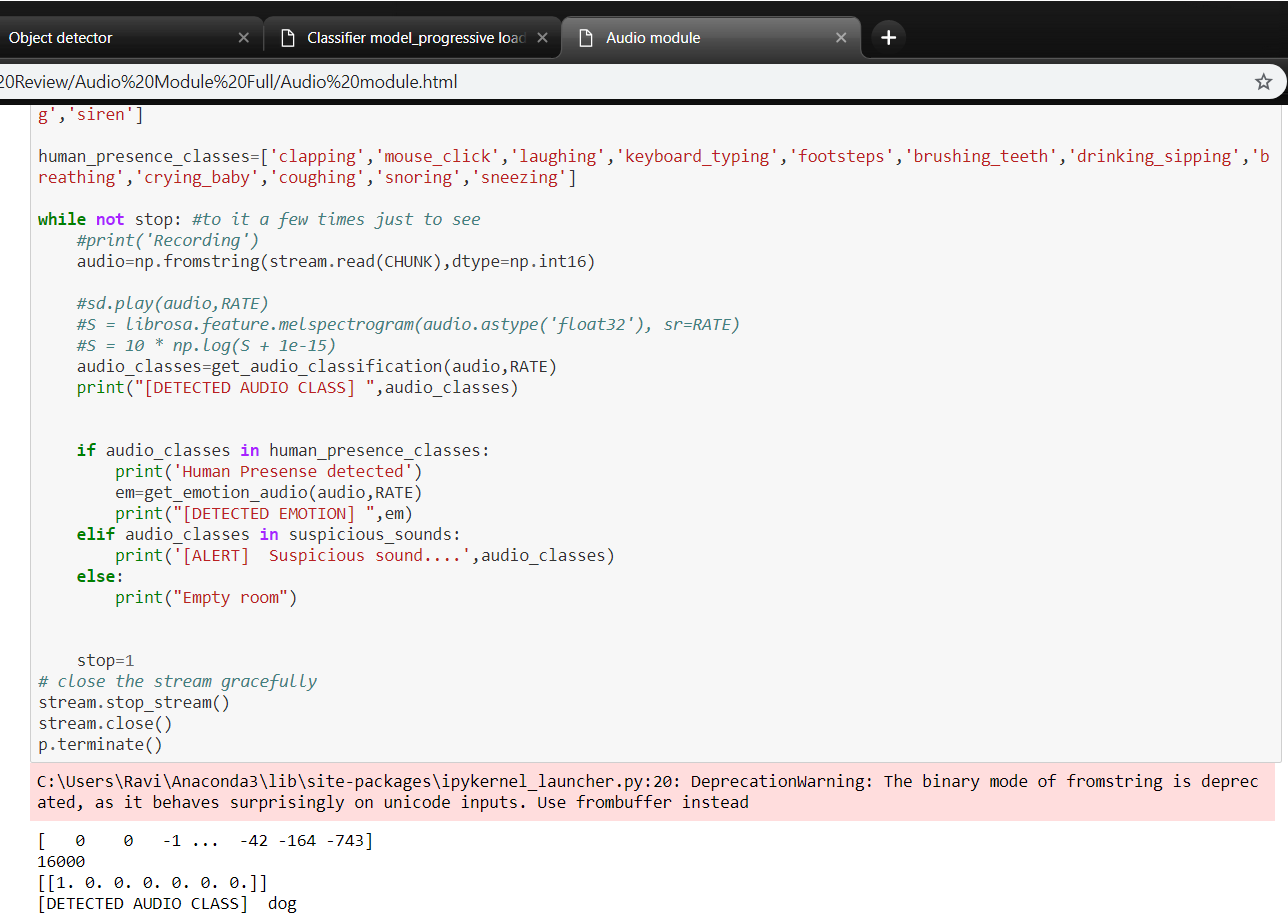 Object detector
Classifier model_progressive load
Audio module
20Review/Audio%20Module%20Full/Audio%20module.html
g','siren']
human_presence_classes=['clapping','mouse_click','laughing','keyboard_typing','footsteps','brushing_teeth','drinking_sipping','b
reathing','crying_baby','coughing','snoring','sneezing']
while not stop: #to it a few times just to see
    #print('Recording')
    audio=np.fromstring(stream.read(CHUNK),dtype=np.int16)
    #sd.play(audio,RATE)
    #S = librosa.feature.melspectrogram(audio.astype('float32'), sr=RATE)
    #S = 10 * np.log(S + 1e-15)
    audio_classes=get_audio_classification(audio,RATE)
    print("[DETECTED AUDIO CLASS] ",audio_classes)
    if audio_classes in human_presence_classes:
        print('Human Presense detected')
        em=get_emotion_audio(audio,RATE)
        print("[DETECTED EMOTION] ",em)
    elif audio_classes in suspicious_sounds:
        print('[ALERT]  Suspicious sound....',audio_classes)
    else:
        print("Empty room")
    stop=1
# close the stream gracefully
stream.stop_stream()
stream.close()
p.terminate()
C:\Users\Ravi\Anaconda3\lib\site-packages\ipykernel_launcher.py:20: DeprecationWarning: The binary mode of fromstring is deprec
ated, as it behaves surprisingly on unicode inputs. Use frombuffer instead
[   0    0   -1 ...  -42 -164 -743]
16000
[[1. 0. 0. 0. 0. 0. 0.]]
[DETECTED AUDIO CLASS]  dog